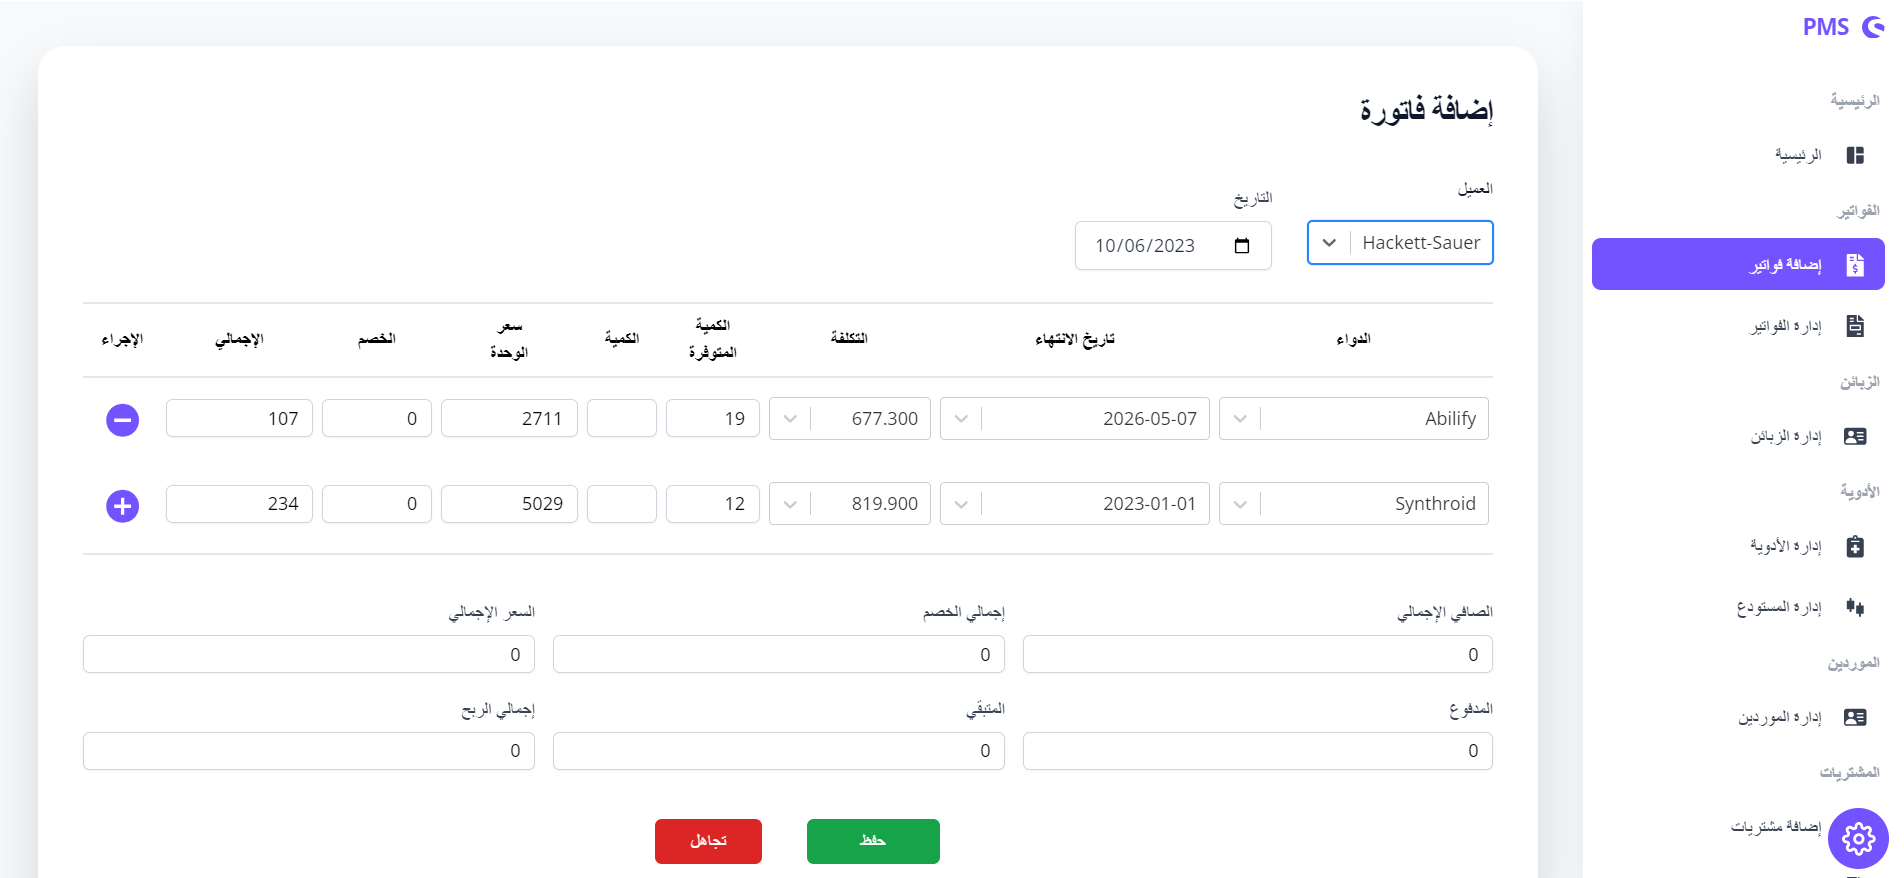 PMS
الرئيسية
الرئيسية
الفواتير
إضافة فواتير
إدارة الفواتير
الزبائن
إدارة الزبائن
الأدوية
إدارة الأدوية
إدارة المستودع
الموردين
إدارة الموردين
المشتريات
إضافة مشتريات
إضافة فاتورة
العميل
التاريخ
Hackett-Sauer
10/06/2023
الدواء تاريخ الانتهاء التكلفة الكمية المتوفرة الكمية سعر الوحدة الخصم الإجمالي الإجراء
Abilify 2026-05-07 677.300 19 2711 0 107
Synthroid 2023-01-01 819.900 12 5029 0 234
الصافي الإجمالي إجمالي الخصم السعر الإجمالي
0 0 0
المدفوع المتبقي إجمالي الربح
0 0 0
حفظ تجاهل